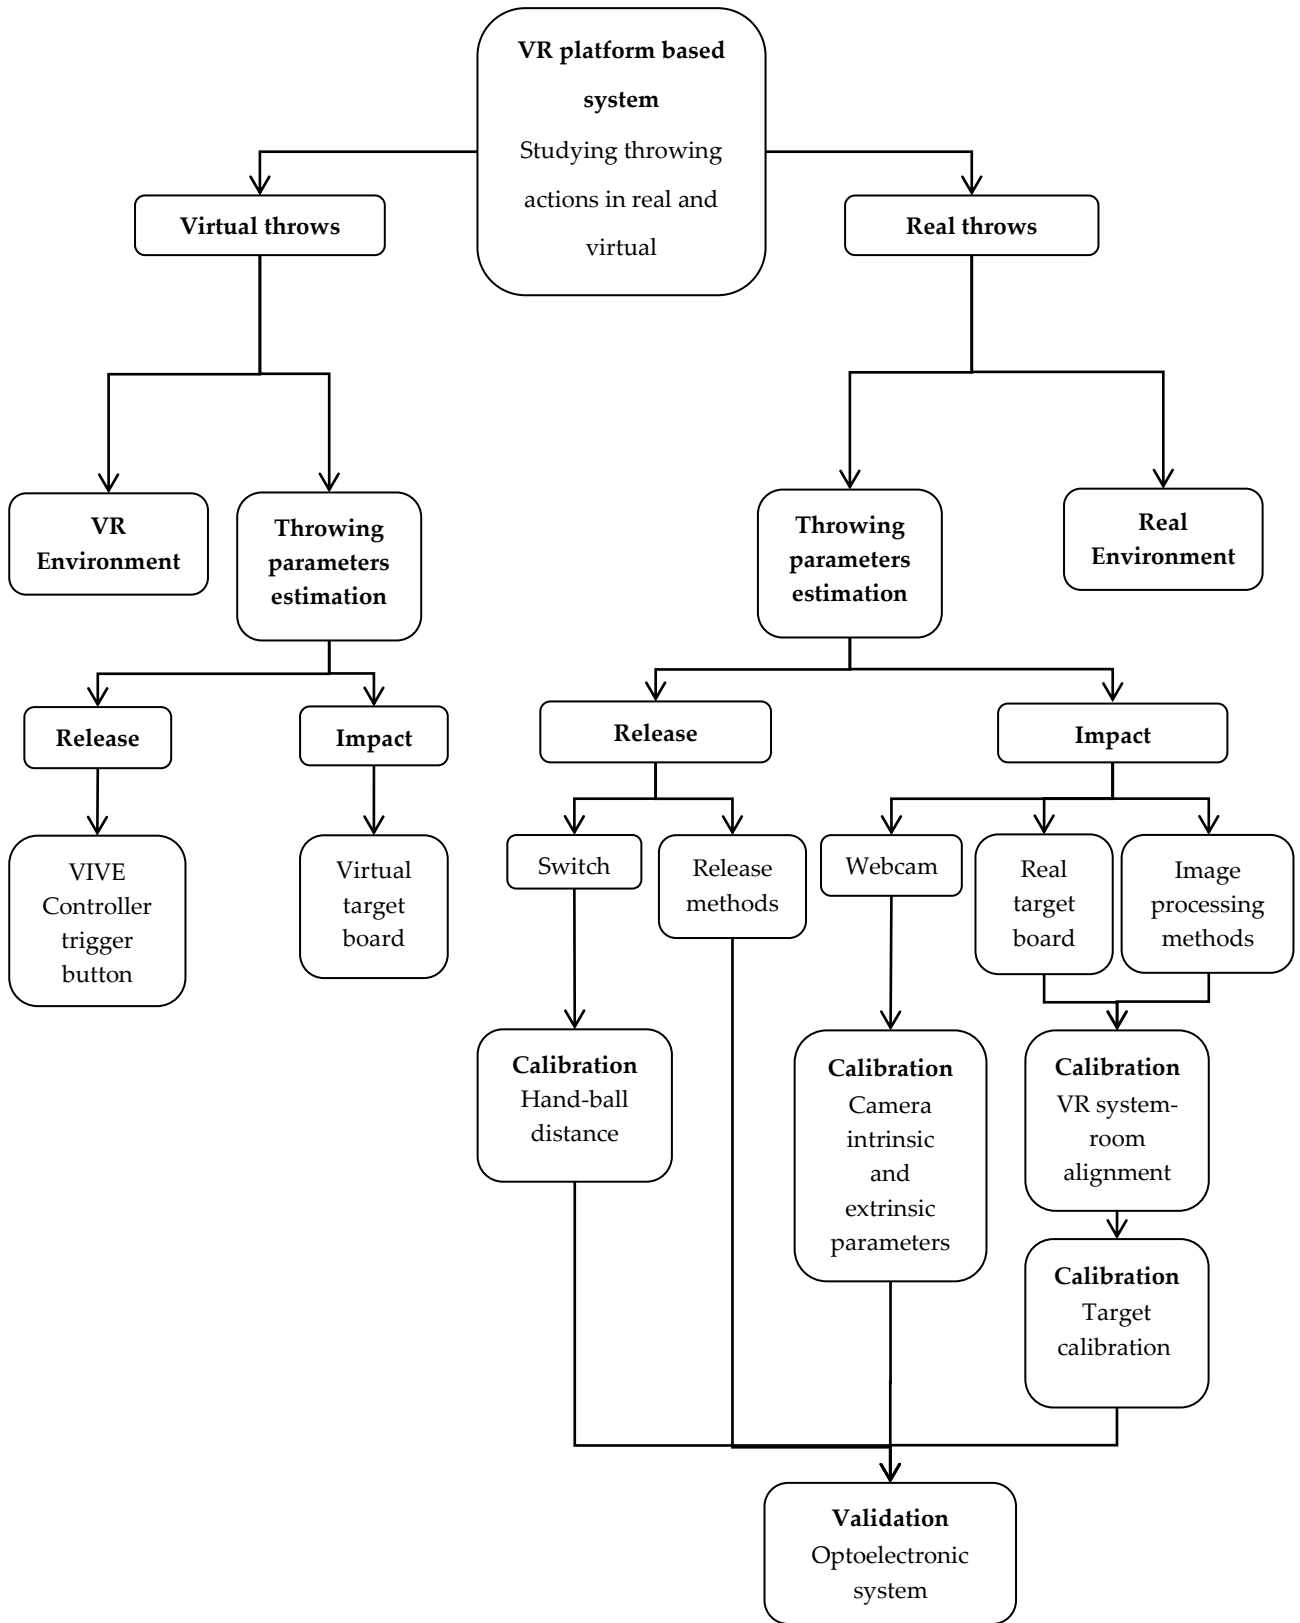 VR platform based
system
Studying throwing
actions in real and
virtual
Virtual throws
Real throws
VR
Environment
Throwing
parameters
estimation
Throwing
parameters
estimation
Real
Environment
Release
Impact
Release
Impact
VIVE
Controller
trigger
button
Virtual
target
board
Switch
Release
methods
Webcam
Real
target
board
Image
processing
methods
Calibration
Hand-ball
distance
Calibration
Camera
intrinsic
and
extrinsic
parameters
Calibration
VR system-
room
alignment
Calibration
Target
calibration
Validation
Optoelectronic
system